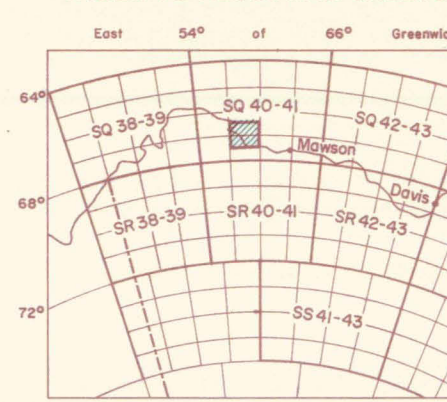 East 54° of 66° Greenwic
64°
SQ 38-39 SQ 40-41 SQ 42-43
Mawson
Davis
68°
SR 38-39 SR 40-41 SR 42-43
72°
SS 41-43